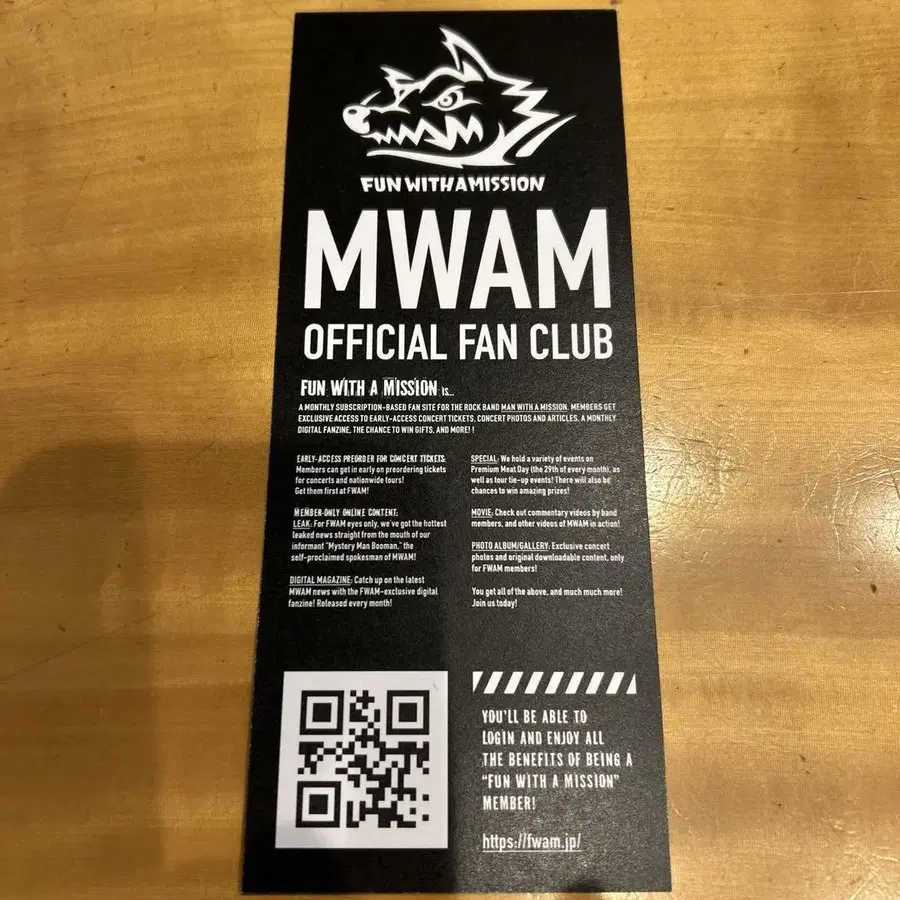 MWAM
FUN WITH A MISSION
MWAM
OFFICIAL FAN CLUB
FUN WITH A MISSION IS...
A MONTHLY SUBSCRIPTION-BASED FAN SITE FOR THE ROCK BAND MAN WITH A MISSION. MEMBERS GET
EXCLUSIVE ACCESS TO EARLY-ACCESS CONCERT TICKETS, CONCERT PHOTOS AND ARTICLES, A MONTHLY
DIGITAL FANZINE, THE CHANCE TO WIN GIFTS, AND MORE! !
EARLY-ACCESS PREORDER FOR CONCERT TICKETS:
Members can get in early on preordering tickets
for concerts and nationwide tours!
Get them first at FWAM!
MEMBER-ONLY ONLINE CONTENT:
LEAK: For FWAM eyes only, we've got the hottest
leaked news straight from the mouth of our
informant "Mystery Man Booman," the
self-proclaimed spokesman of MWAM!
DIGITAL MAGAZINE: Catch up on the latest
MWAM news with the FWAM-exclusive digital
fanzine! Released every month!
SPECIAL: We hold a variety of events on
Premium Meat Day (the 29th of every month), as
well as tour tie-up events! There will also be
chances to win amazing prizes!
MOVIE: Check out commentary videos by band
members, and other videos of MWAM in action!
PHOTO ALBUM/GALLERY: Exclusive concert
photos and original downloadable content, only
for FWAM members!
You get all of the above, and much much more!
Join us today!
YOU'LL BE ABLE TO
LOGIN AND ENJOY ALL
THE BENEFITS OF BEING A
"FUN WITH A MISSION"
MEMBER!
https://fwam.jp/